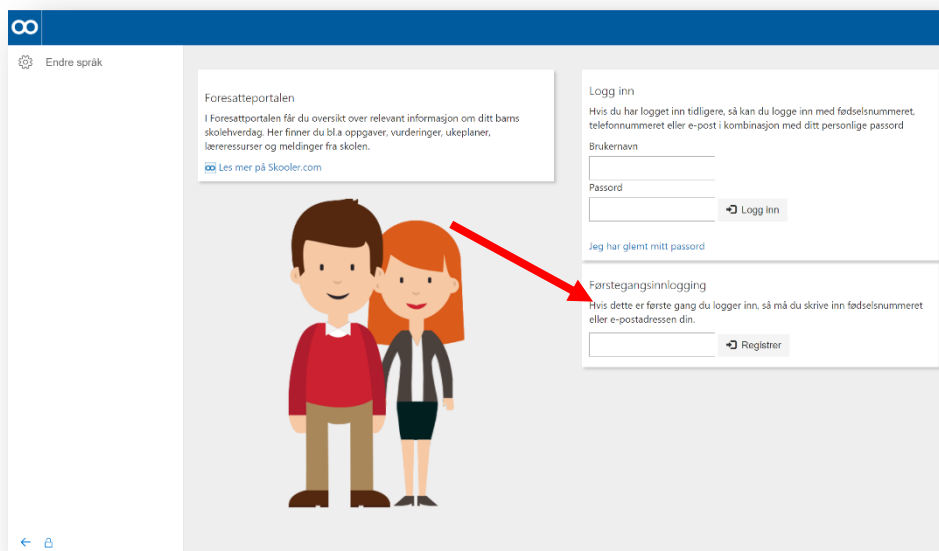 Endre språk
Foresatteportalen
I Foresattportalen får du oversikt over relevant informasjon om ditt barns
skolehverdag. Her finner du bl.a oppgaver, vurderinger, ukeplaner,
læreressurser og meldinger fra skolen.
Les mer på Skooler.com
Logg inn
Hvis du har logget inn tidligere, så kan du logge inn med fødselsnummeret,
telefonnummeret eller e-post i kombinasjon med ditt personlige passord
Brukernavn
Passord
Logg inn
Jeg har glemt mitt passord
Førstegangsinnlogging
Hvis dette er første gang du logger inn, så må du skrive inn fødselsnummeret
eller e-postadressen din.
Registrer